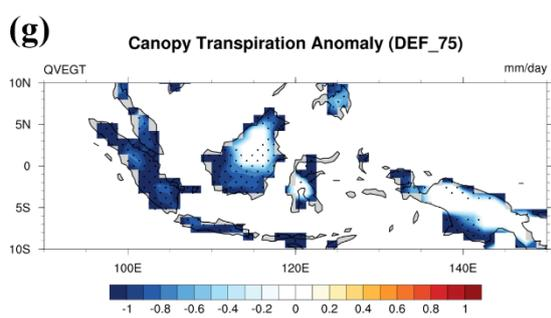 (g)
Canopy Transpiration Anomaly (DEF_75)
QVEGT mm/day
10N
5N
0
5S
10S
100E 120E 140E
-1 -0.8 -0.6 -0.4 -0.2 0 0.2 0.4 0.6 0.8 1